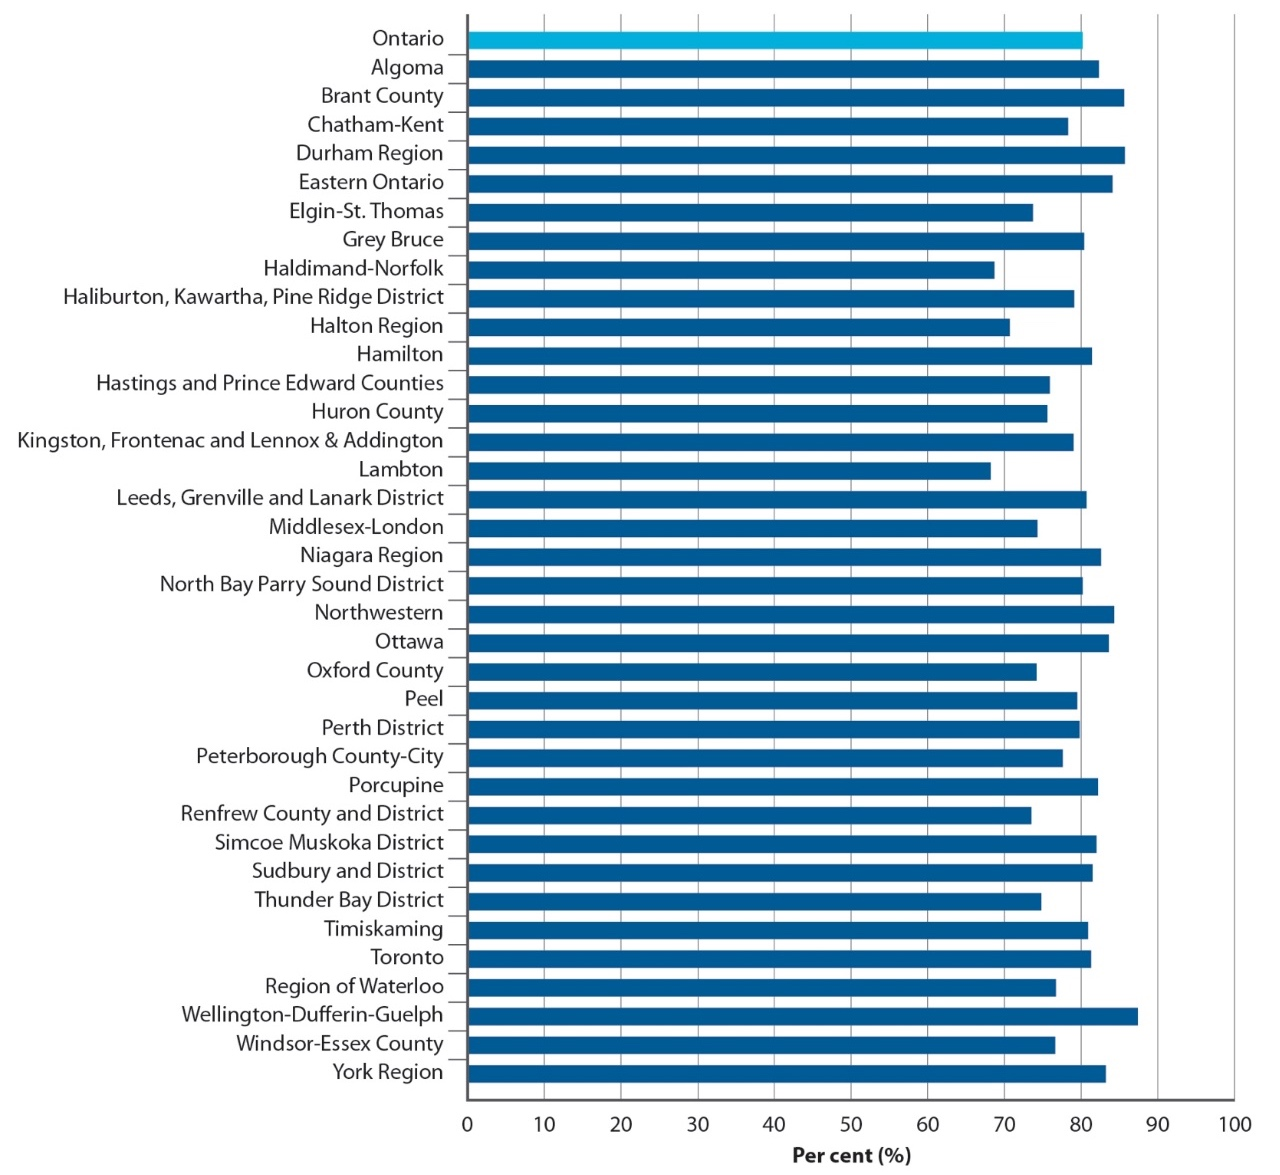 Ontario
Algoma
Brant County
Chatham-Kent
Durham Region
Eastern Ontario
Elgin-St. Thomas
Grey Bruce
Haldimand-Norfolk
Haliburton, Kawartha, Pine Ridge District
Halton Region
Hamilton
Hastings and Prince Edward Counties
Huron County
Kingston, Frontenac and Lennox & Addington
Lambton
Leeds, Grenville and Lanark District
Middlesex-London
Niagara Region
North Bay Parry Sound District
Northwestern
Ottawa
Oxford County
Peel
Perth District
Peterborough County-City
Porcupine
Renfrew County and District
Simcoe Muskoka District
Sudbury and District
Thunder Bay District
Timiskaming
Toronto
Region of Waterloo
Wellington-Dufferin-Guelph
Windsor-Essex County
York Region
0 10 20 30 40 50 60 70 80 90 100
Per cent (%)